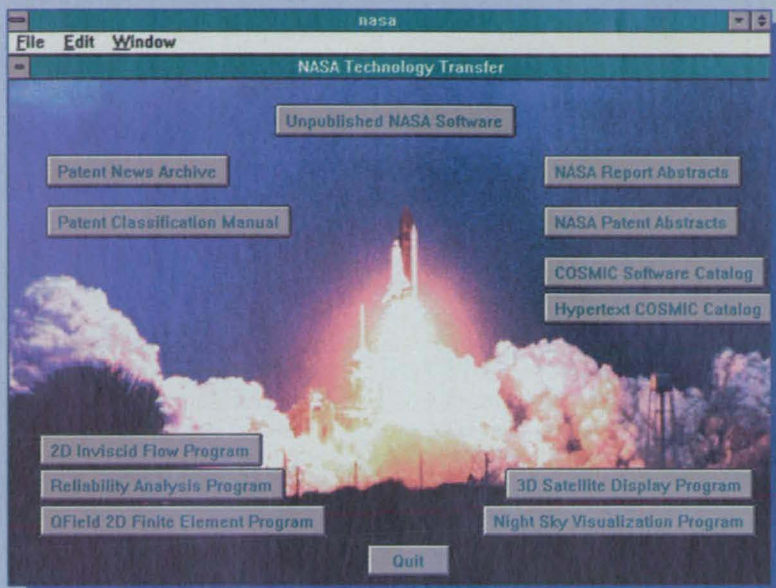 nasa
File Edit Window
NASA Technology Transfer
Unpublished NASA Software
Patent News Archive
NASA Report Abstracts
Patent Classification Manual
NASA Patent Abstracts
COSMIC Software Catalog
Hypertext COSMIC Catalog
2D Inviscid Flow Program
Reliability Analysis Program
3D Satellite Display Program
QField 2D Finite Element Program
Night Sky Visualization Program
Quit